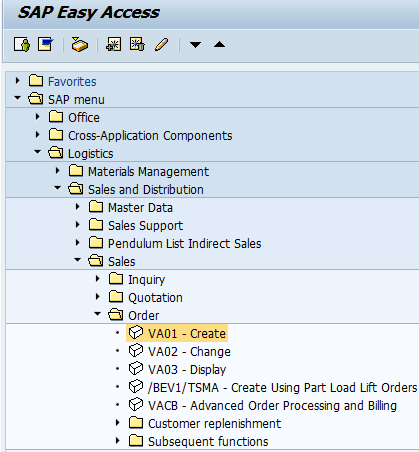 SAP Easy Access
Favorites
SAP menu
Office
Cross-Application Components
Logistics
Materials Management
Sales and Distribution
Master Data
Sales Support
Pendulum List Indirect Sales
Sales
Inquiry
Quotation
Order
VA01 - Create
VA02 - Change
VA03 - Display
/BEV1/TSMA - Create Using Part Load Lift Orders
VACB - Advanced Order Processing and Billing
Customer replenishment
Subsequent functions